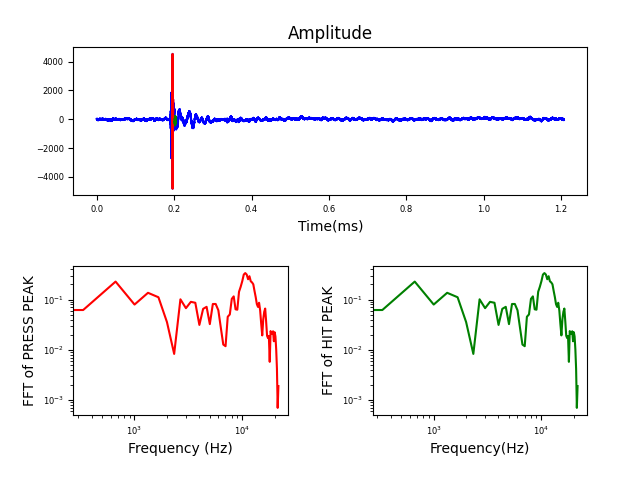 Amplitude
4000
2000
0
−2000
−4000
0.0 0.2 0.4 0.6 0.8 1.0 1.2
Time(ms)
FFT of PRESS PEAK
10⁻¹
10⁻²
10⁻³
10³ 10⁴
Frequency (Hz)
FFT of HIT PEAK
10⁻¹
10⁻²
10⁻³
10³ 10⁴
Frequency(Hz)